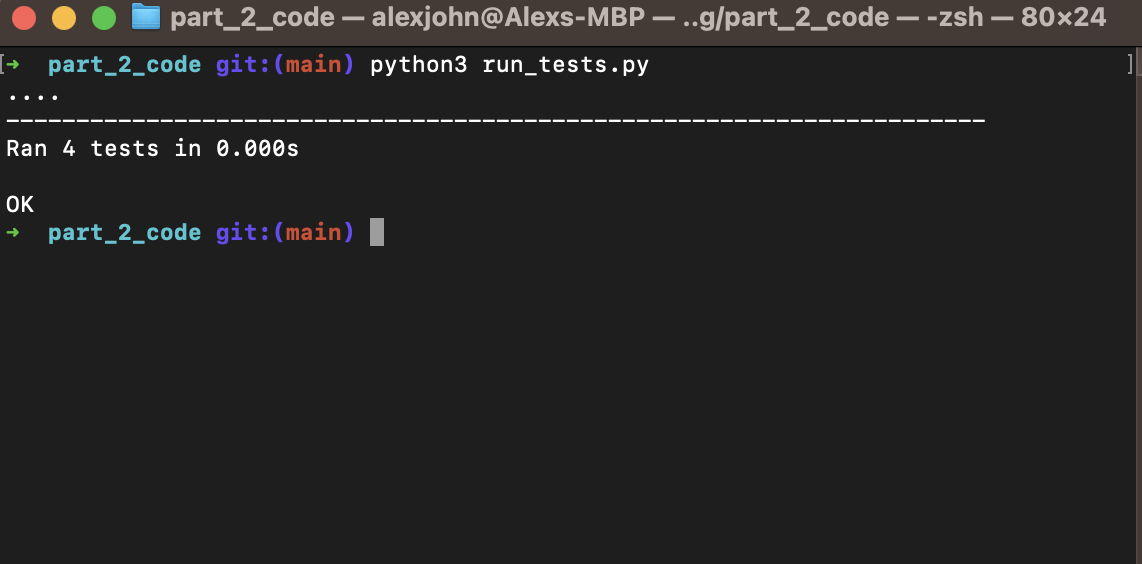 part_2_code — alexjohn@Alexs-MBP — ..g/part_2_code — -zsh — 80×24
[➜  part_2_code git:(main) python3 run_tests.py ]
....
----------------------------------------------------------------------
Ran 4 tests in 0.000s
OK
➜  part_2_code git:(main)